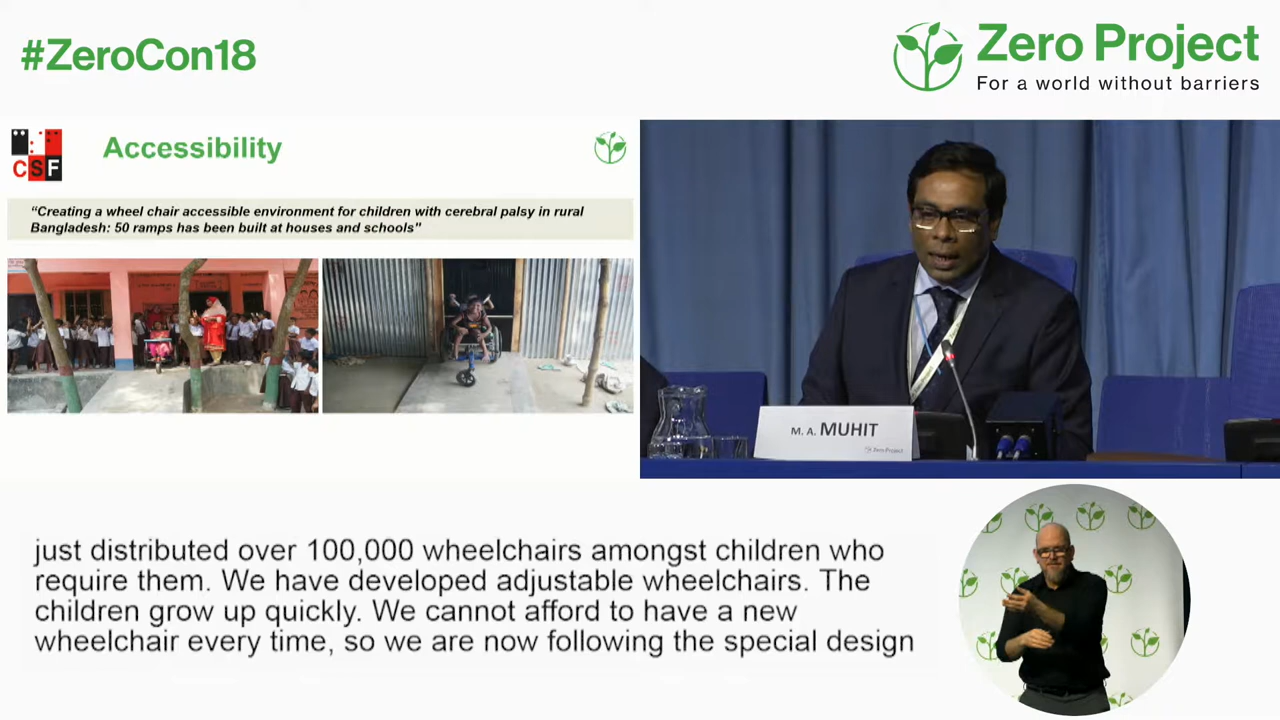 #ZeroCon18
Zero Project
For a world without barriers
CSF
Accessibility
“Creating a wheel chair accessible environment for children with cerebral palsy in rural
Bangladesh: 50 ramps has been built at houses and schools”
M. A. MUHIT
Zero Project
just distributed over 100,000 wheelchairs amongst children who
require them. We have developed adjustable wheelchairs. The
children grow up quickly. We cannot afford to have a new
wheelchair every time, so we are now following the special design